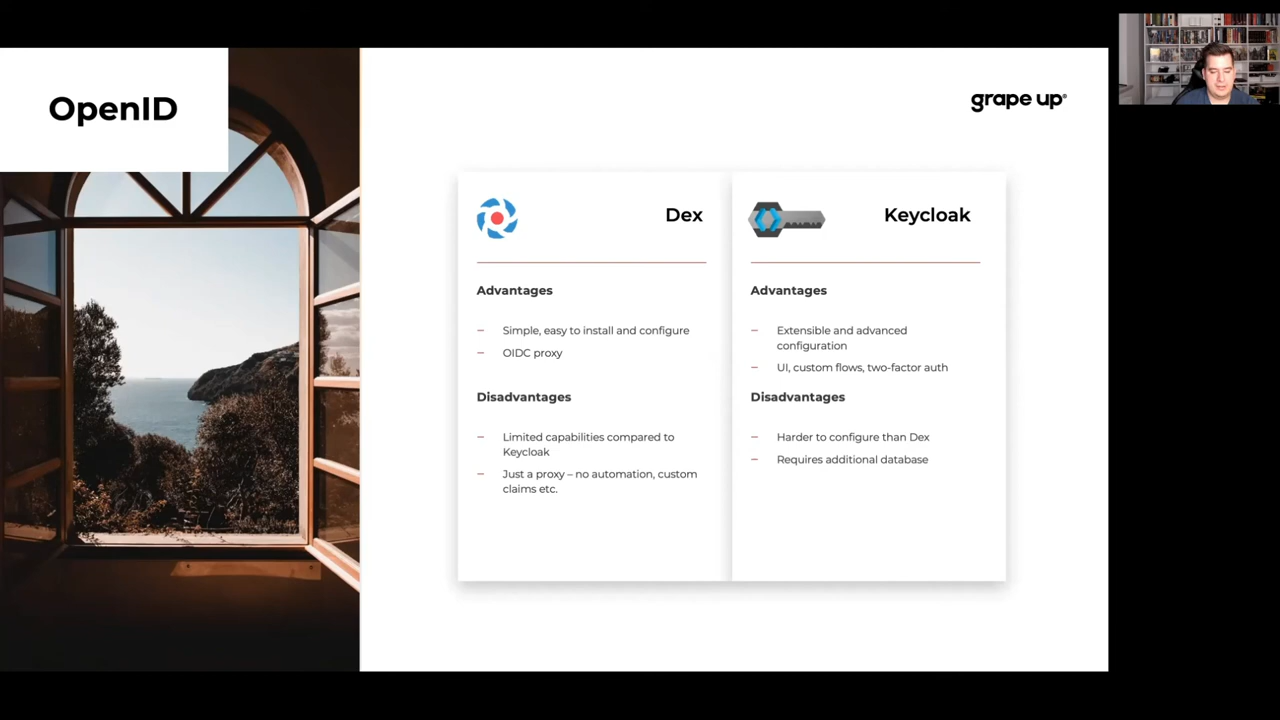 OpenID
grape up®
Dex
Advantages
– Simple, easy to install and configure
– OIDC proxy
Disadvantages
– Limited capabilities compared to
Keycloak
– Just a proxy – no automation, custom
claims etc.
Keycloak
Advantages
– Extensible and advanced
configuration
– UI, custom flows, two-factor auth
Disadvantages
– Harder to configure than Dex
– Requires additional database